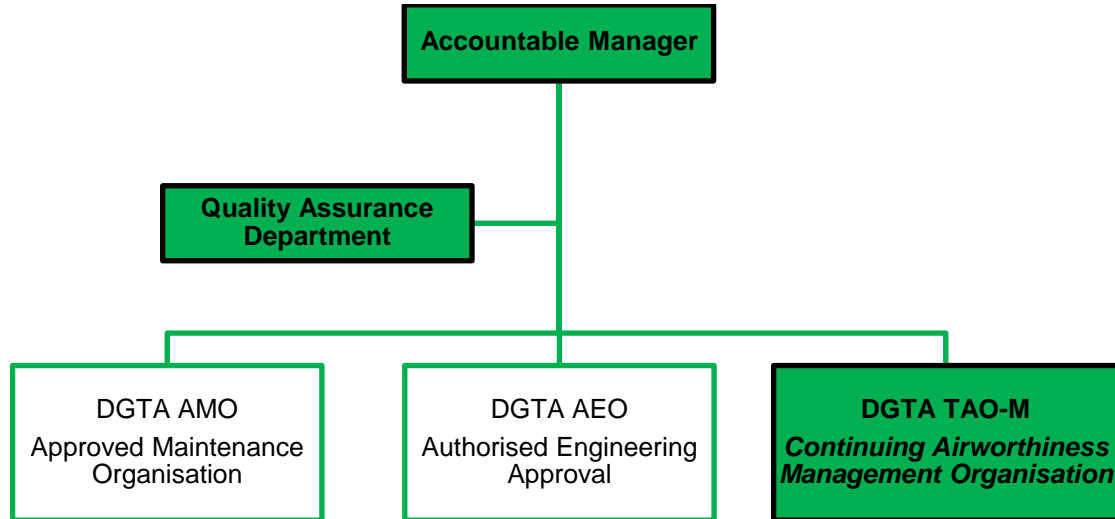 Accountable Manager
Quality Assurance
Department
DGTA AMO
Approved Maintenance
Organisation
DGTA AEO
Authorised Engineering
Approval
DGTA TAO-M
Continuing Airworthiness
Management Organisation